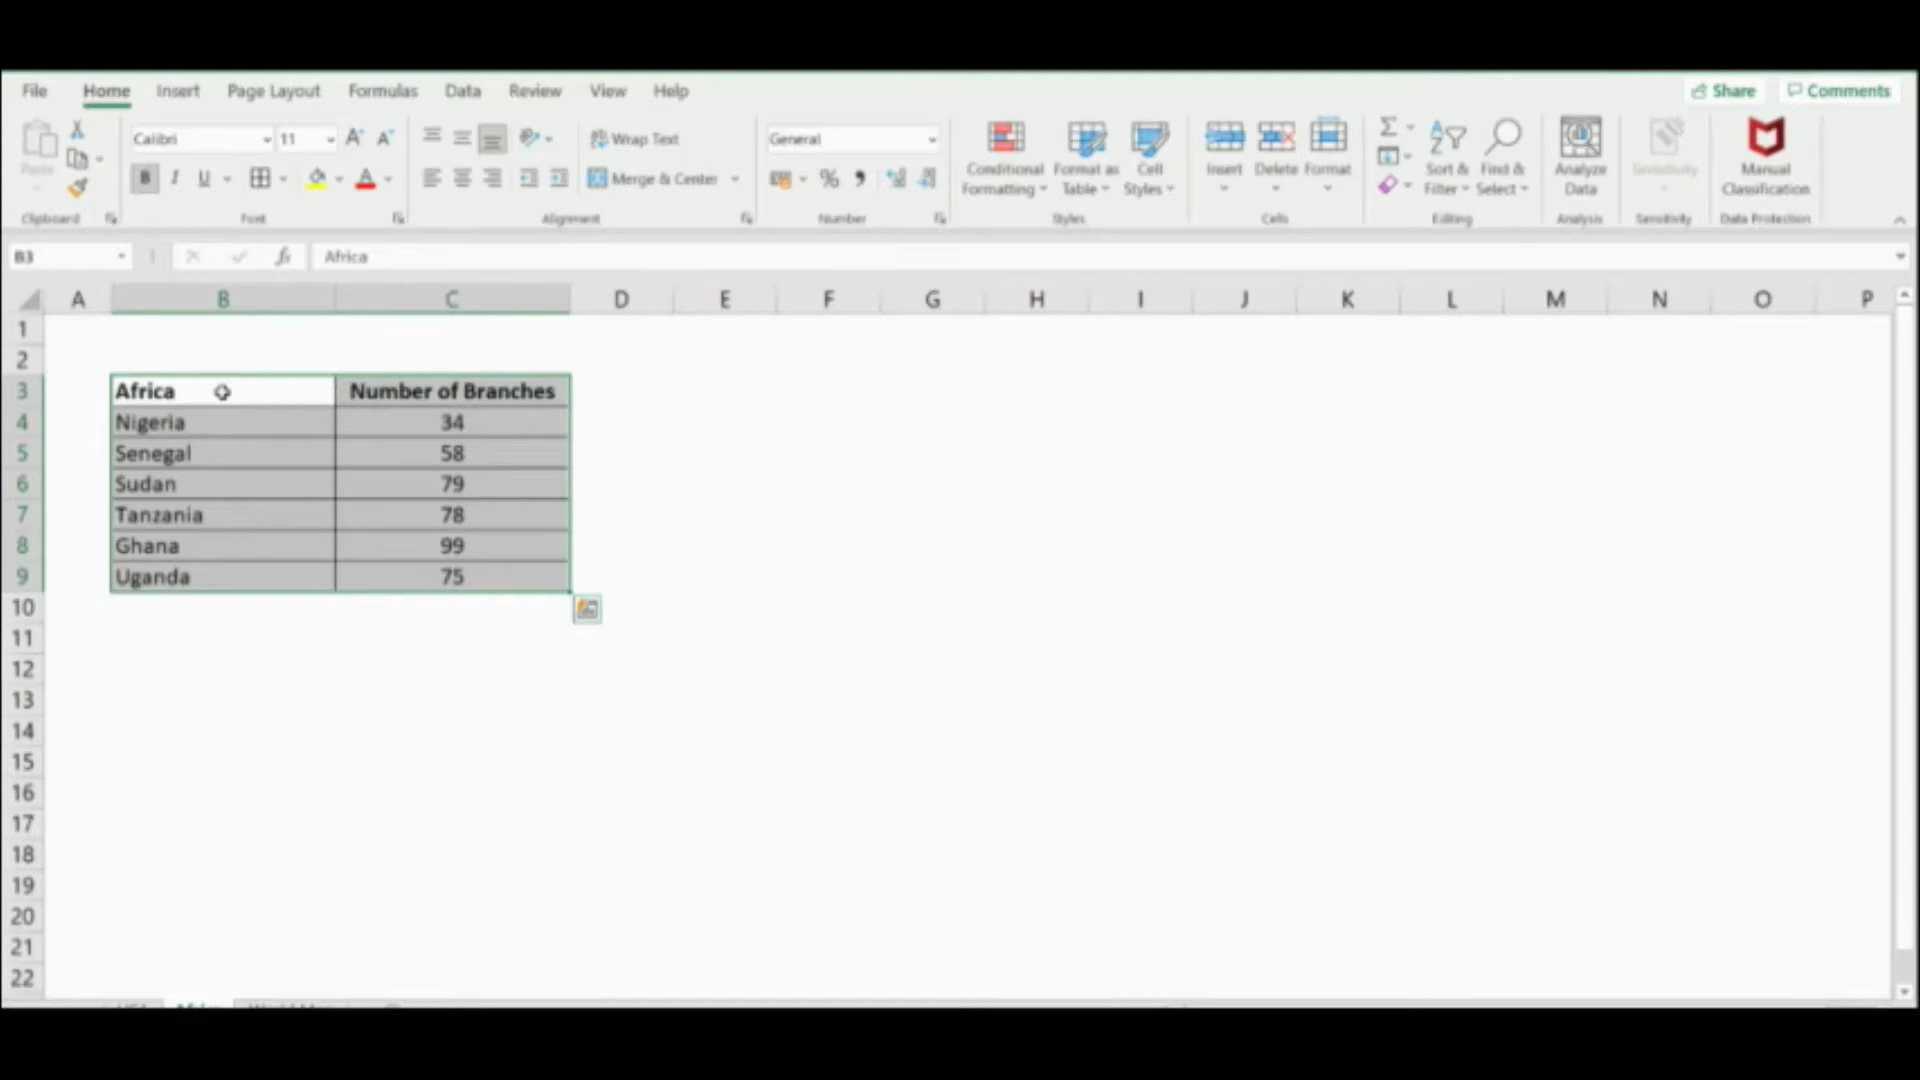 File Home Insert Page Layout Formulas Data Review View Help Share Comments
Paste Calibri 11 A A Wrap Text General
B I U A Merge & Center % ,
Conditional Formatting Format as Table Cell Styles Insert Delete Format Sort & Filter Find & Select Analyze Data Sensitivity Manual Classification
Clipboard Font Alignment Number Styles Cells Editing Analysis Sensitivity Data Protection
B3 fx Africa
A B C D E F G H I J K L M N O P
1
2
3 Africa Number of Branches
4 Nigeria 34
5 Senegal 58
6 Sudan 79
7 Tanzania 78
8 Ghana 99
9 Uganda 75
10
11
12
13
14
15
16
17
18
19
20
21
22